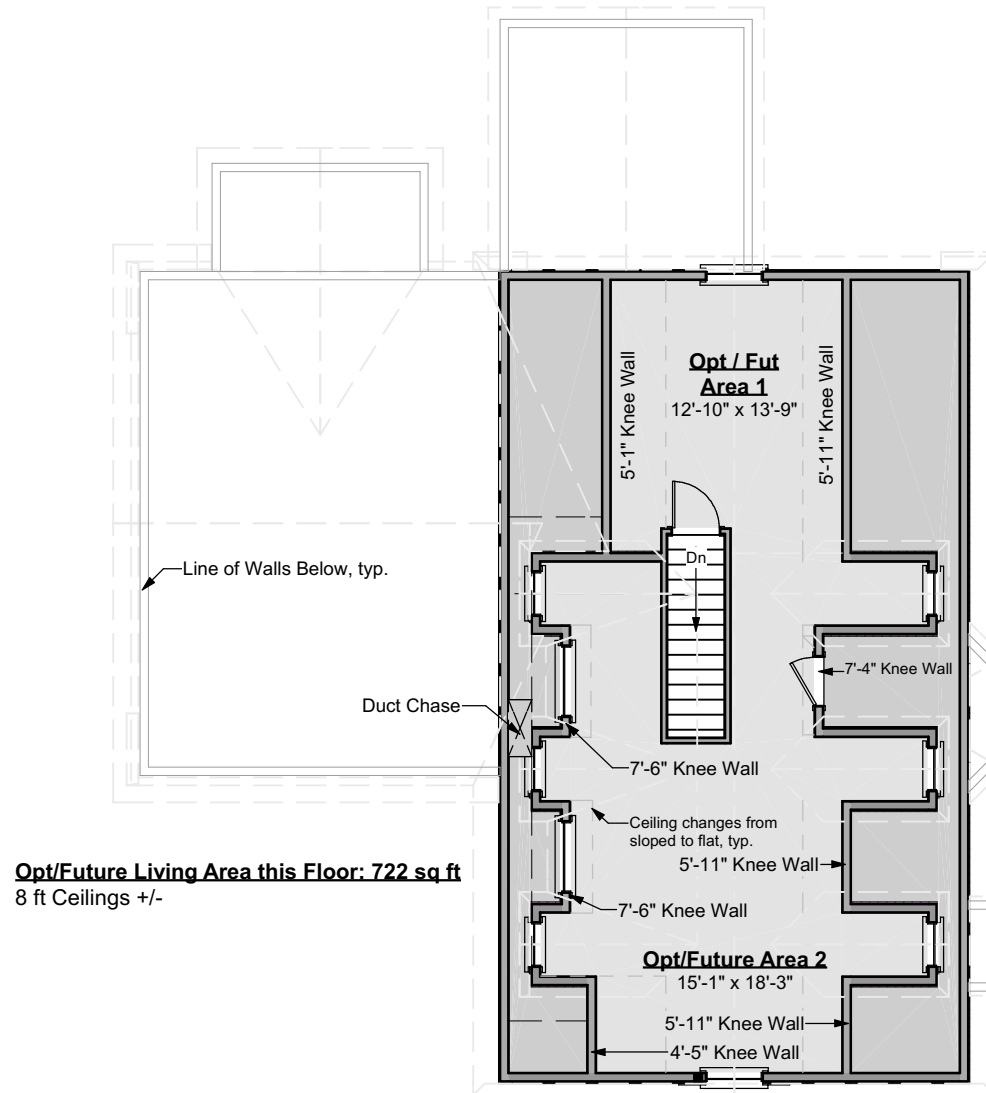 Opt / Fut
Area 1
12'-10" x 13'-9"
5'-1" Knee Wall
5'-11" Knee Wall
Dn
Line of Walls Below, typ.
7'-4" Knee Wall
Duct Chase
7'-6" Knee Wall
Ceiling changes from
sloped to flat, typ.
5'-11" Knee Wall
Opt/Future Living Area this Floor: 722 sq ft
8 ft Ceilings +/-
7'-6" Knee Wall
Opt/Future Area 2
15'-1" x 18'-3"
5'-11" Knee Wall
4'-5" Knee Wall